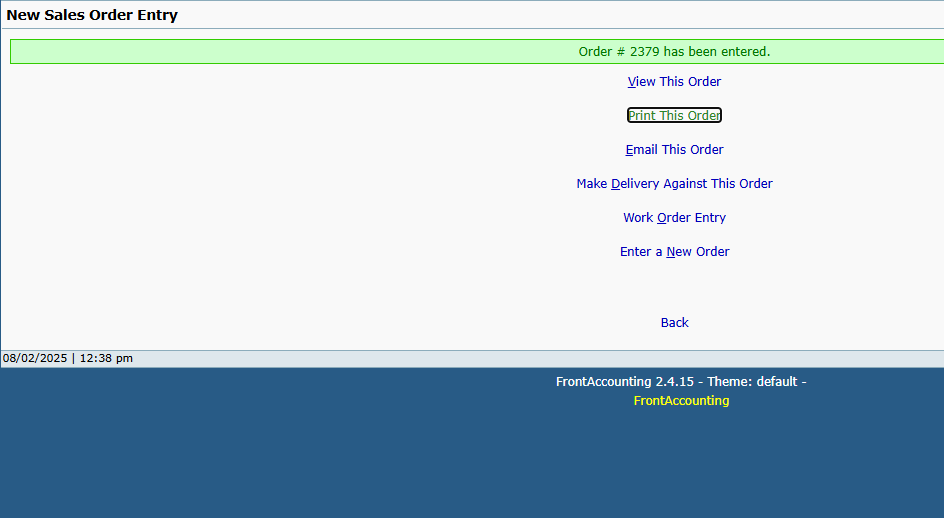 New Sales Order Entry
Order # 2379 has been entered.
View This Order
Print This Order
Email This Order
Make Delivery Against This Order
Work Order Entry
Enter a New Order
Back
08/02/2025 | 12:38 pm
FrontAccounting 2.4.15 - Theme: default -
FrontAccounting